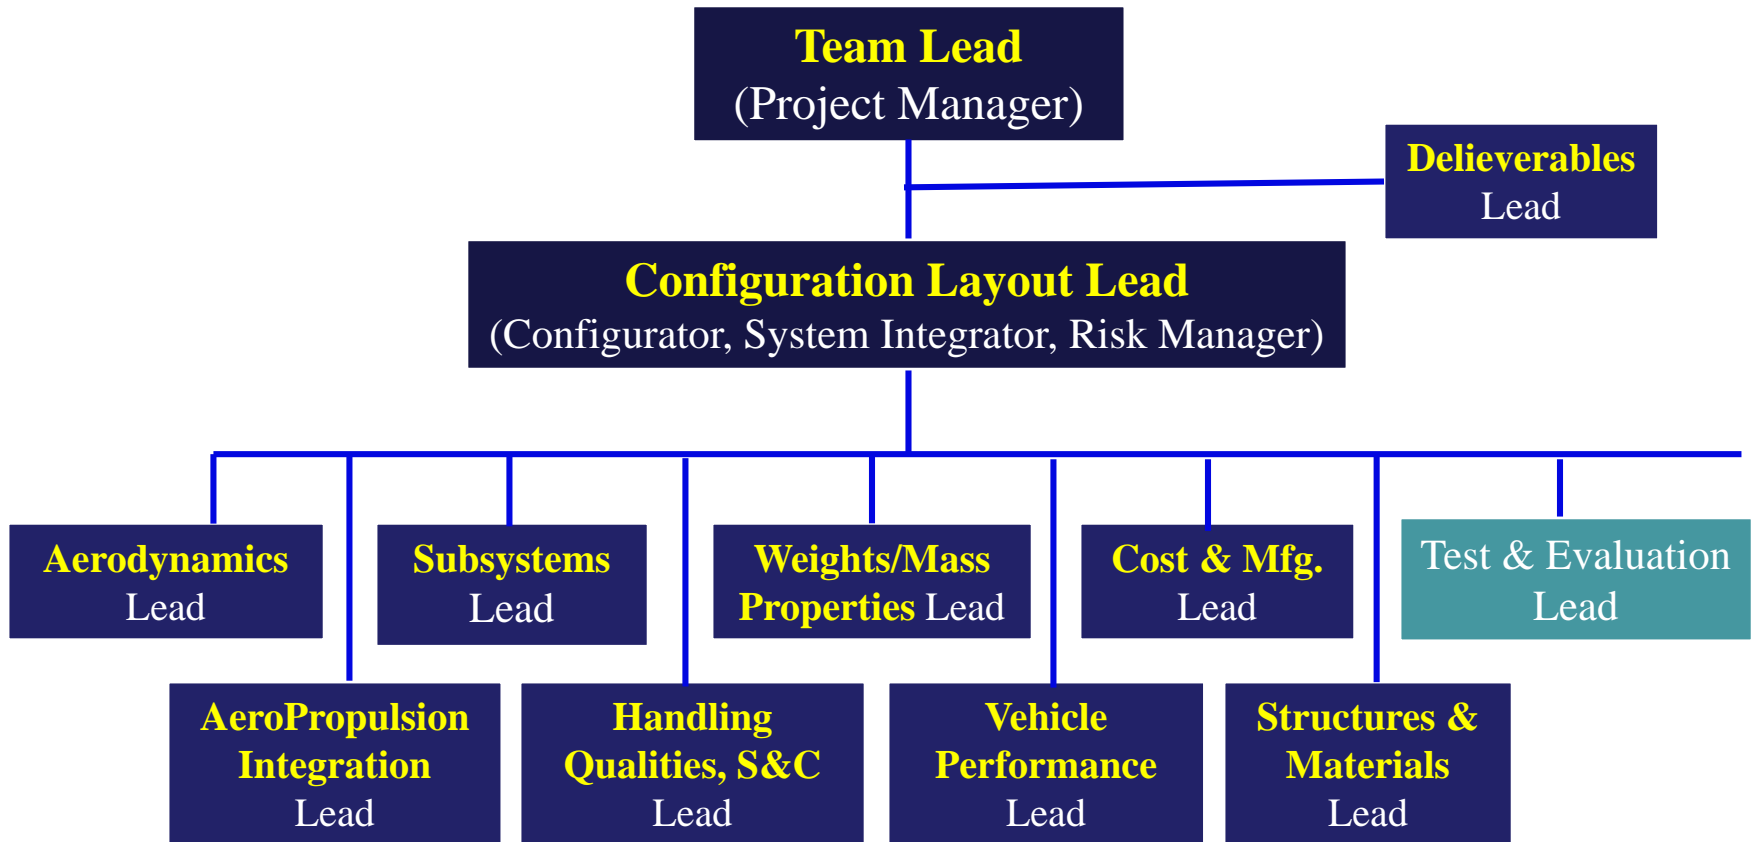 Team Lead
(Project Manager)
Delieverables
Lead
Configuration Layout Lead
(Configurator, System Integrator, Risk Manager)
Aerodynamics
Lead
Subsystems
Lead
Weights/Mass
Properties Lead
Cost & Mfg.
Lead
Test & Evaluation
Lead
AeroPropulsion
Integration
Lead
Handling
Qualities, S&C
Lead
Vehicle
Performance
Lead
Structures &
Materials
Lead